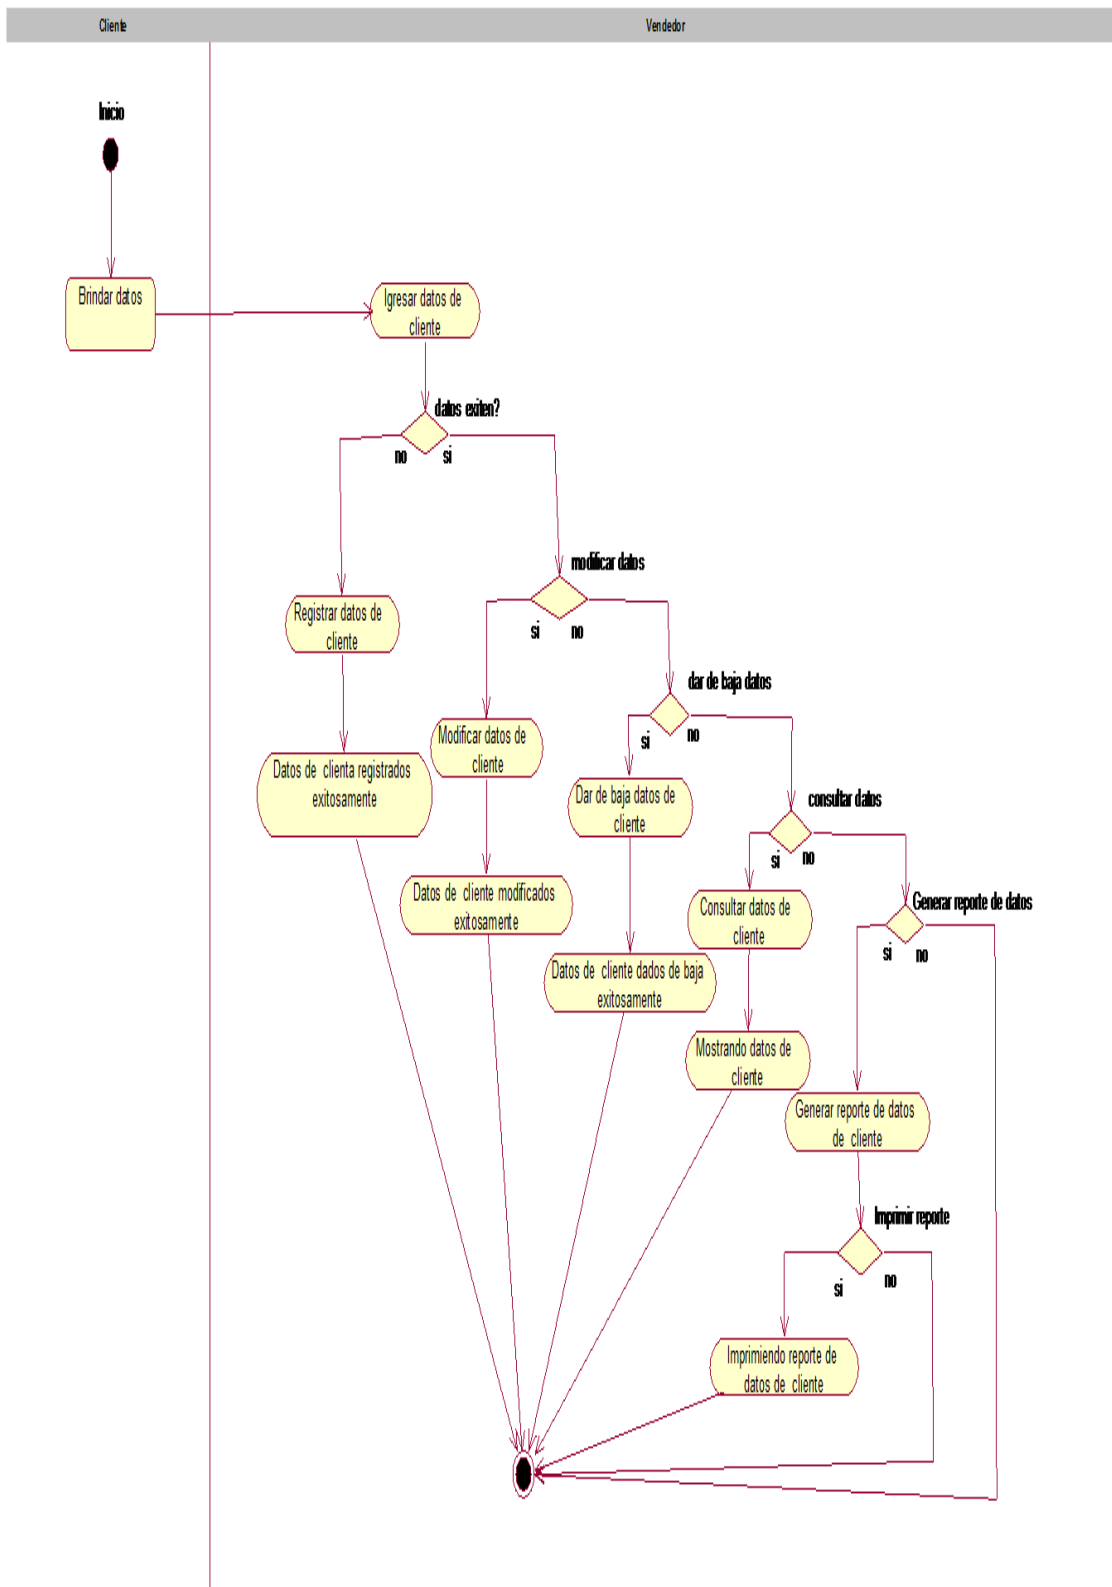 Cliente
Vendedor
Inicio
Brindar datos
Igresar datos de
cliente
datos exiten?
no
si
modificar datos
si
no
Registrar datos de
cliente
dar de baja datos
si
no
Modificar datos de
cliente
Datos de clienta registrados
exitosamente
Dar de baja datos de
cliente
consultar datos
si
no
Datos de cliente modificados
exitosamente
Consultar datos de
cliente
Generar reporte de datos
si
no
Datos de cliente dados de baja
exitosamente
Mostrando datos de
cliente
Generar reporte de datos
de cliente
Imprimir reporte
si
no
Imprimiendo reporte de
datos de cliente